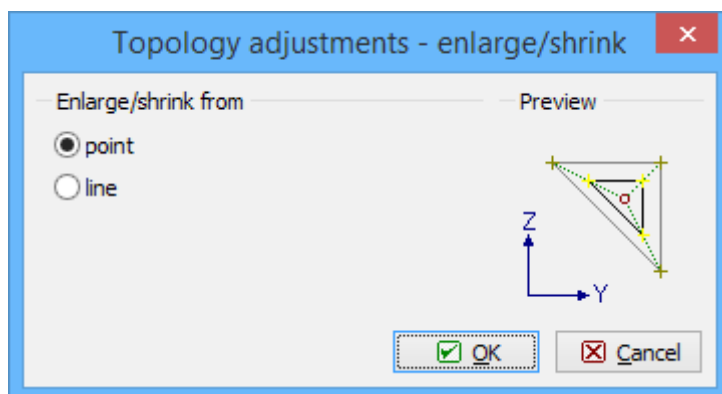 Topology adjustments - enlarge/shrink
Enlarge/shrink from
Preview
point
line
Z
Y
OK
Cancel